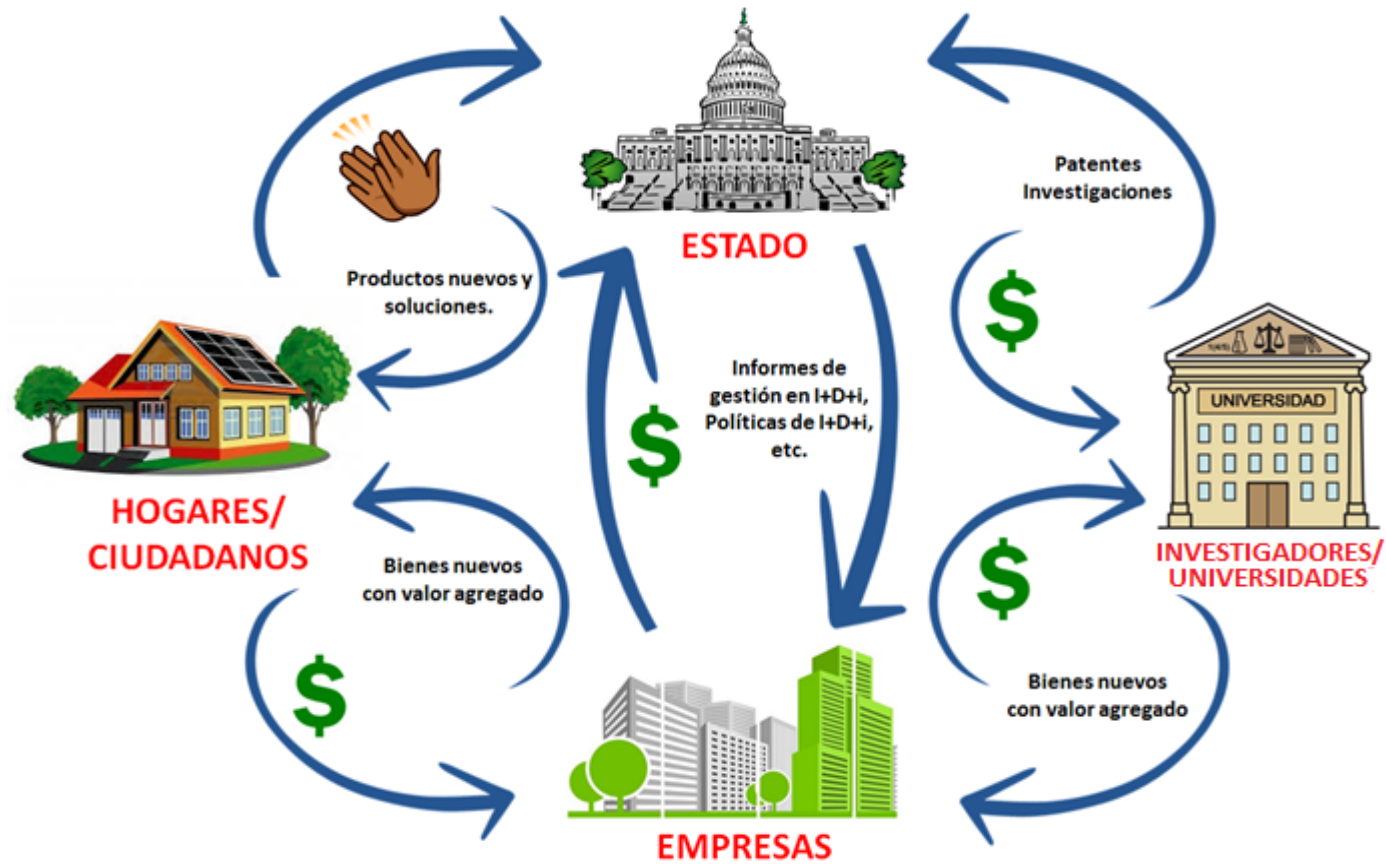 ESTADO
Patentes
Investigaciones
Productos nuevos y
soluciones.
$
$
Informes de
gestión en I+D+i,
Políticas de I+D+i,
etc.
UNIVERSIDAD
HOGARES/
CIUDADANOS
INVESTIGADORES/
UNIVERSIDADES
Bienes nuevos
con valor agregado
$
$
Bienes nuevos
con valor agregado
EMPRESAS